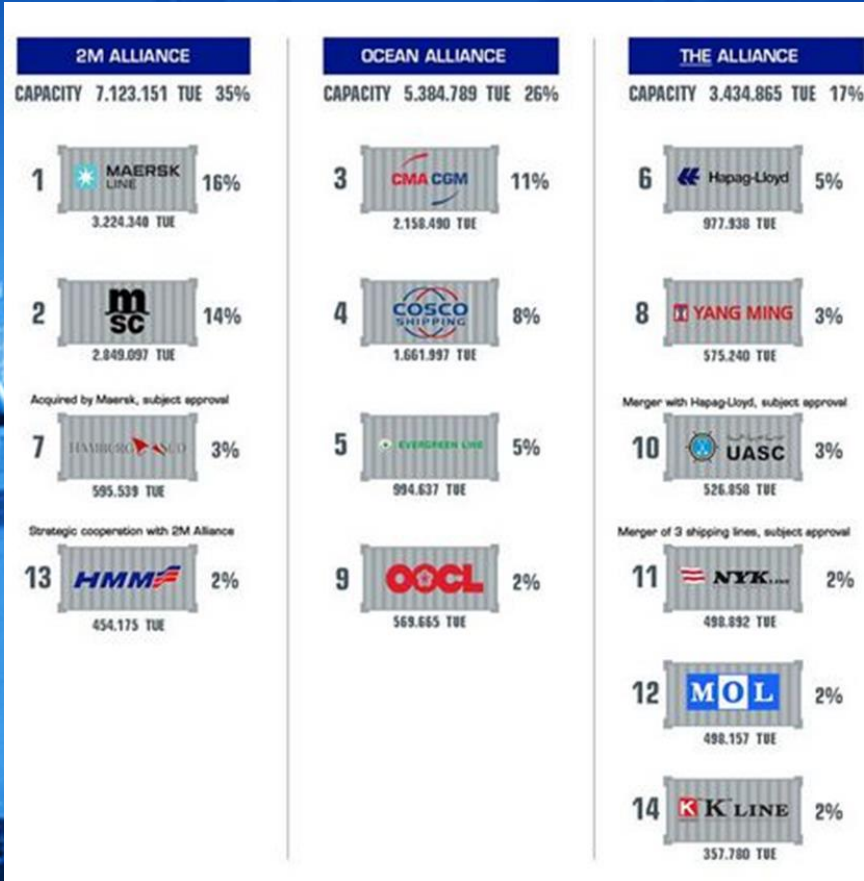 2M ALLIANCE
CAPACITY 7.123.151 TUE 35%
1 MAERSK LINE 16%
3.224.340 TUE
2 m SC 14%
2.849.097 TUE
Acquired by Maersk, subject approval
7 HAMBURG SUD 3%
595.539 TUE
Strategic cooperation with 2M Alliance
13 HMM 2%
454.175 TUE
OCEAN ALLIANCE
CAPACITY 5.384.789 TUE 26%
3 CMA CGM 11%
2.158.490 TUE
4 COSCO SHIPPING 8%
1.661.997 TUE
5 EVERGREEN LINE 5%
994.637 TUE
9 OOCL 2%
569.665 TUE
THE ALLIANCE
CAPACITY 3.434.865 TUE 17%
6 Hapag-Lloyd 5%
977.938 TUE
8 YANG MING 3%
575.240 TUE
Merger with Hapag-Lloyd, subject approval
10 UASC 3%
526.858 TUE
Merger of 3 shipping lines, subject approval
11 NYK LINE 2%
498.892 TUE
12 MOL 2%
498.157 TUE
14 K "K" LINE 2%
357.780 TUE